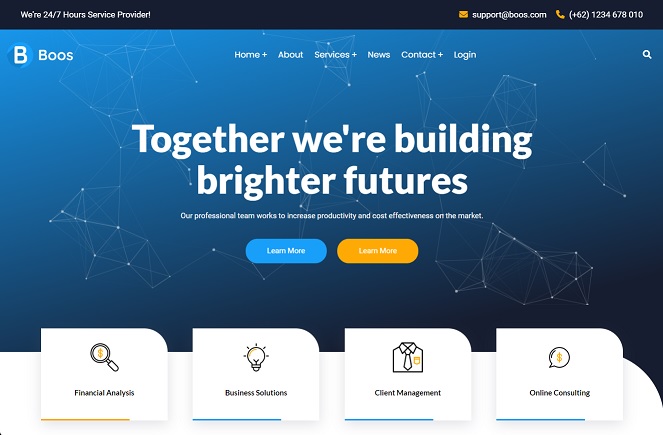 We're 24/7 Hours Service Provider!
support@boos.com
(+62) 1234 678 010
B Boos
Home +
About
Services +
News
Contact +
Login
Together we're building
brighter futures
Our professional team works to increase productivity and cost effectiveness on the market.
Learn More
Learn More
Financial Analysis
Business Solutions
Client Management
Online Consulting